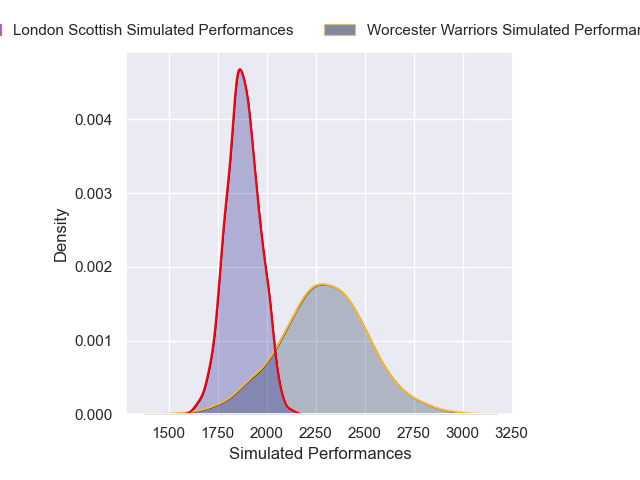 London Scottish Simulated Performances
Worcester Warriors Simulated
0.004
0.003
0.002
0.001
0.000
Density
1500 1750 2000 2250 2500 2750 3000 3250
Simulated Performances